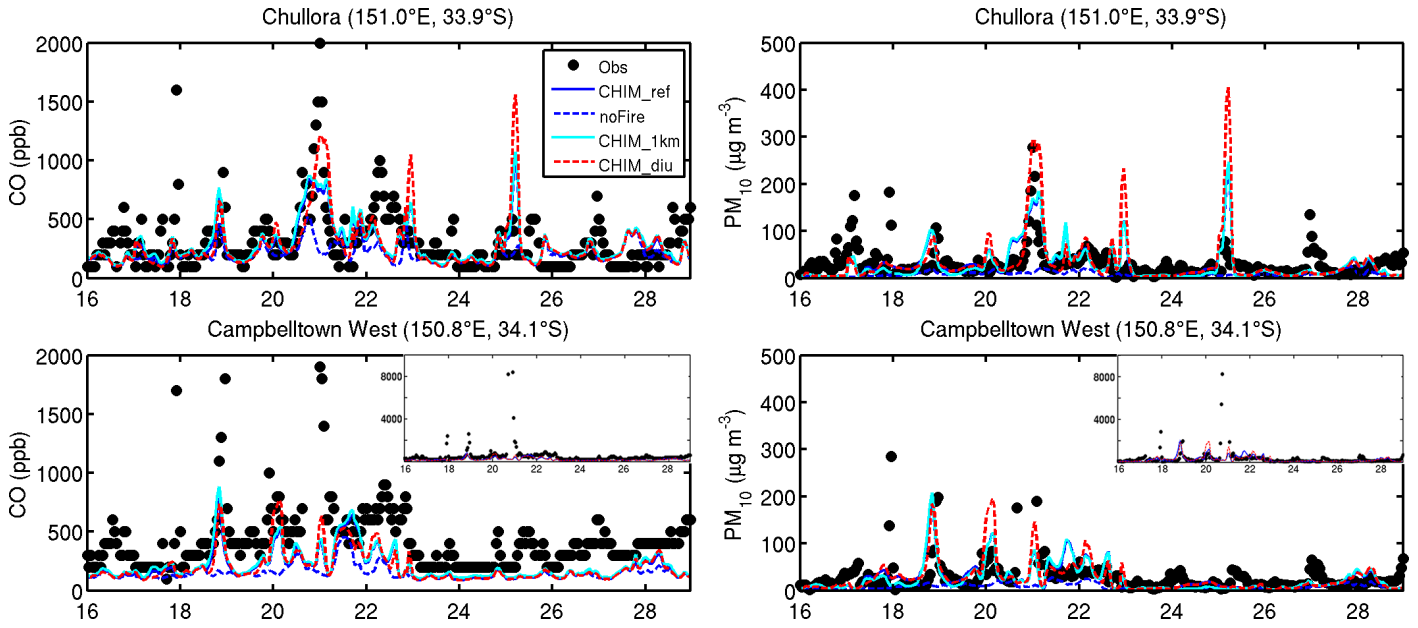 Chullora (151.0°E, 33.9°S)
CO (ppb)
2000
1500
1000
500
0
16 18 20 22 24 26 28
Obs
CHIM_ref
noFire
CHIM_1km
CHIM_diu
Chullora (151.0°E, 33.9°S)
PM10 (μg m-3)
500
400
300
200
100
0
16 18 20 22 24 26 28
Campbelltown West (150.8°E, 34.1°S)
CO (ppb)
2000
1500
1000
500
0
16 18 20 22 24 26 28
8000
4000
16 18 20 22 24 26 28
Campbelltown West (150.8°E, 34.1°S)
PM10 (μg m-3)
500
400
300
200
100
0
16 18 20 22 24 26 28
8000
4000
16 18 20 22 24 26 28